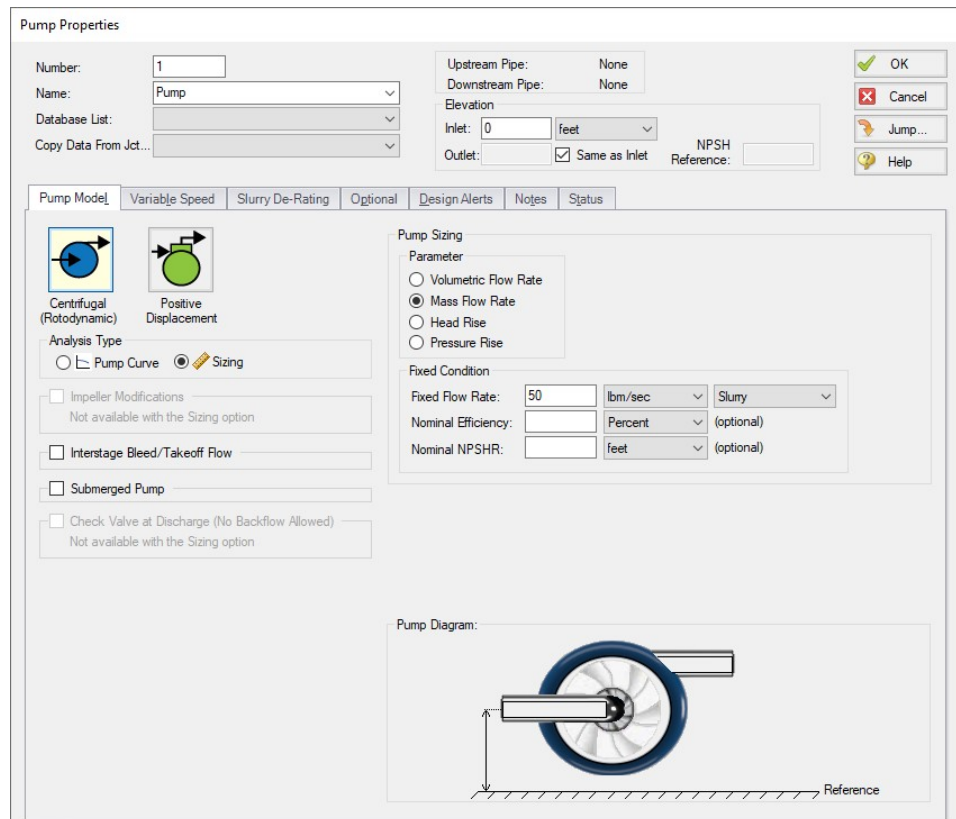 Pump Properties
Number: 1
Name: Pump
Database List:
Copy Data From Jct...
Upstream Pipe: None
Downstream Pipe: None
Elevation
Inlet: 0 feet
Outlet: Same as Inlet NPSH Reference:
OK
Cancel
Jump...
Help
Pump Model Variable Speed Slurry De-Rating Optional Design Alerts Notes Status
Centrifugal (Rotodynamic)
Positive Displacement
Analysis Type
Pump Curve Sizing
Impeller Modifications
Not available with the Sizing option
Interstage Bleed/Takeoff Flow
Submerged Pump
Check Valve at Discharge (No Backflow Allowed)
Not available with the Sizing option
Pump Sizing
Parameter
Volumetric Flow Rate
Mass Flow Rate
Head Rise
Pressure Rise
Fixed Condition
Fixed Flow Rate: 50 lbm/sec Slurry
Nominal Efficiency: Percent (optional)
Nominal NPSHR: feet (optional)
Pump Diagram:
Reference